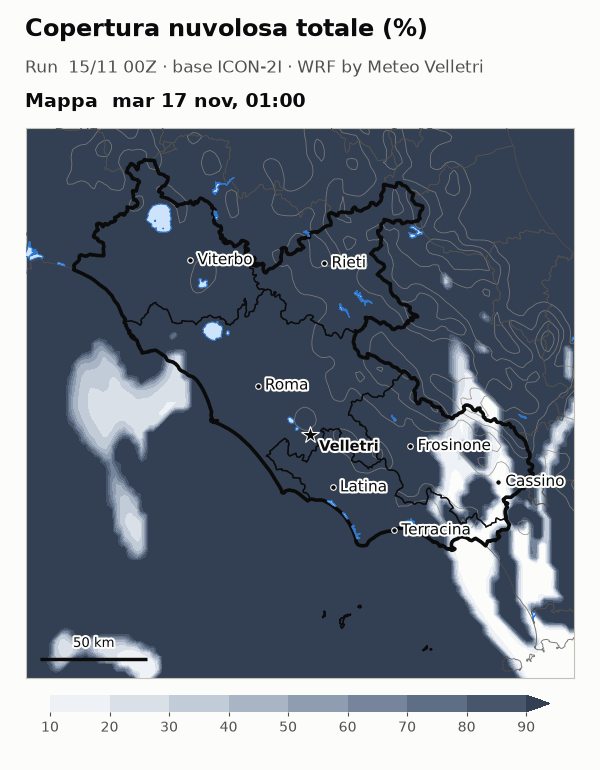 Copertura nuvolosa totale (%)
Run 15/11 00Z · base ICON-2I · WRF by Meteo Velletri
Mappa mar 17 nov, 01:00
Viterbo
Rieti
Roma
Velletri
Frosinone
Latina
Cassino
Terracina
50 km
10 20 30 40 50 60 70 80 90